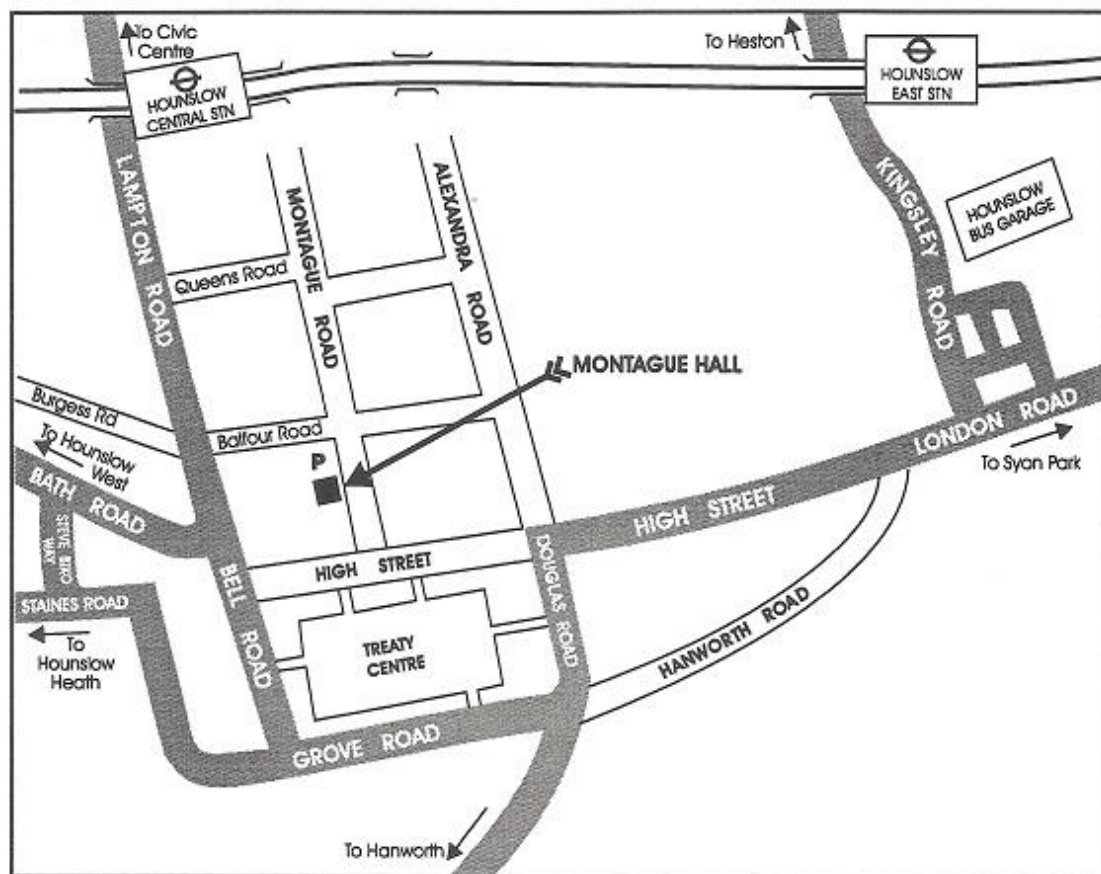 To Civic
Centre
To Heston
HOUNSLOW
CENTRAL STN
HOUNSLOW
EAST STN
LAMPTON ROAD
MONTAGUE ROAD
ALEXANDRA ROAD
KINGSLEY ROAD
HOUNSLOW
BUS GARAGE
Queens Road
MONTAGUE HALL
Burgess Rd
Balfour Road
To Hounslow
West
P
BATH ROAD
LONDON ROAD
To Syon Park
HIGH STREET
STEVE BIKO
WAY
HIGH STREET
BELL ROAD
DOUGLAS ROAD
STAINES ROAD
To
Hounslow
Heath
TREATY
CENTRE
HANWORTH ROAD
GROVE ROAD
To Hanworth